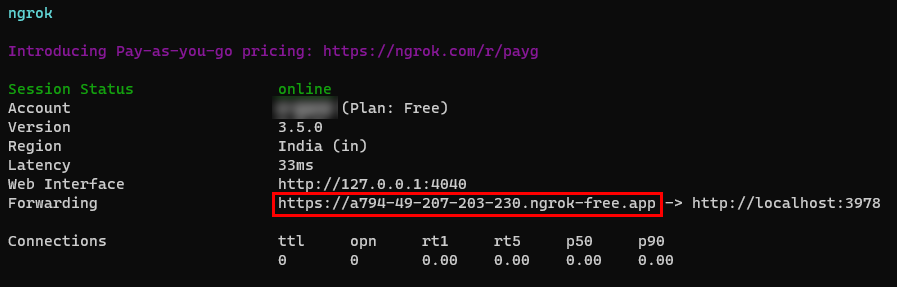 ngrok
Introducing Pay-as-you-go pricing: https://ngrok.com/r/payg
Session Status online
Account (Plan: Free)
Version 3.5.0
Region India (in)
Latency 33ms
Web Interface http://127.0.0.1:4040
Forwarding https://a794-49-207-203-230.ngrok-free.app -> http://localhost:3978
Connections ttl opn rt1 rt5 p50 p90
0 0 0.00 0.00 0.00 0.00